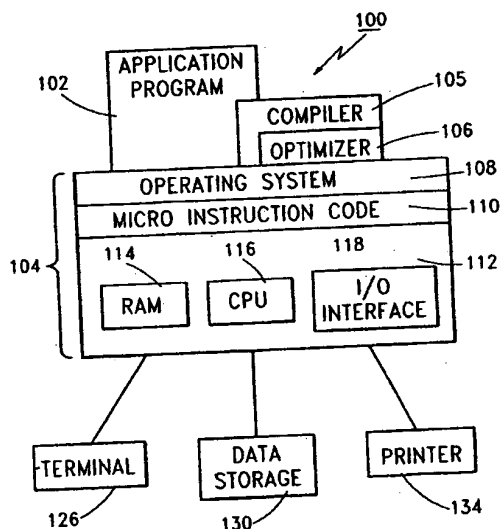 100
102
APPLICATION
PROGRAM
105
COMPILER
106
OPTIMIZER
108
OPERATING SYSTEM
110
MICRO INSTRUCTION CODE
104
114
116
118
112
RAM
CPU
I/O
INTERFACE
TERMINAL
DATA
STORAGE
PRINTER
126
130
134